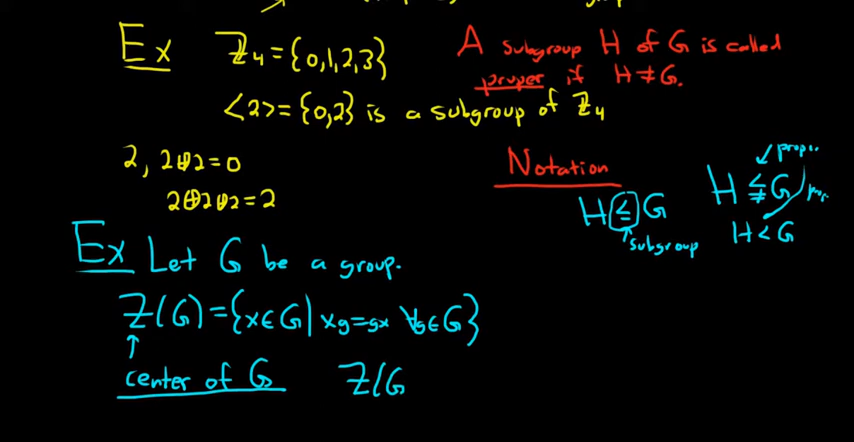 Ex ℤ₄ = {0,1,2,3}
<2> = {0,2} is a subgroup of ℤ₄
A subgroup H of G is called
proper if H ≠ G.
2, 2⊕2=0
2⊕2⊕2=2
Notation
H ≤ G
subgroup
H ≨ G
H < G
Ex Let G be a group.
Z(G) = {x∈G | xg=gx ∀g∈G}
center of G Z(G